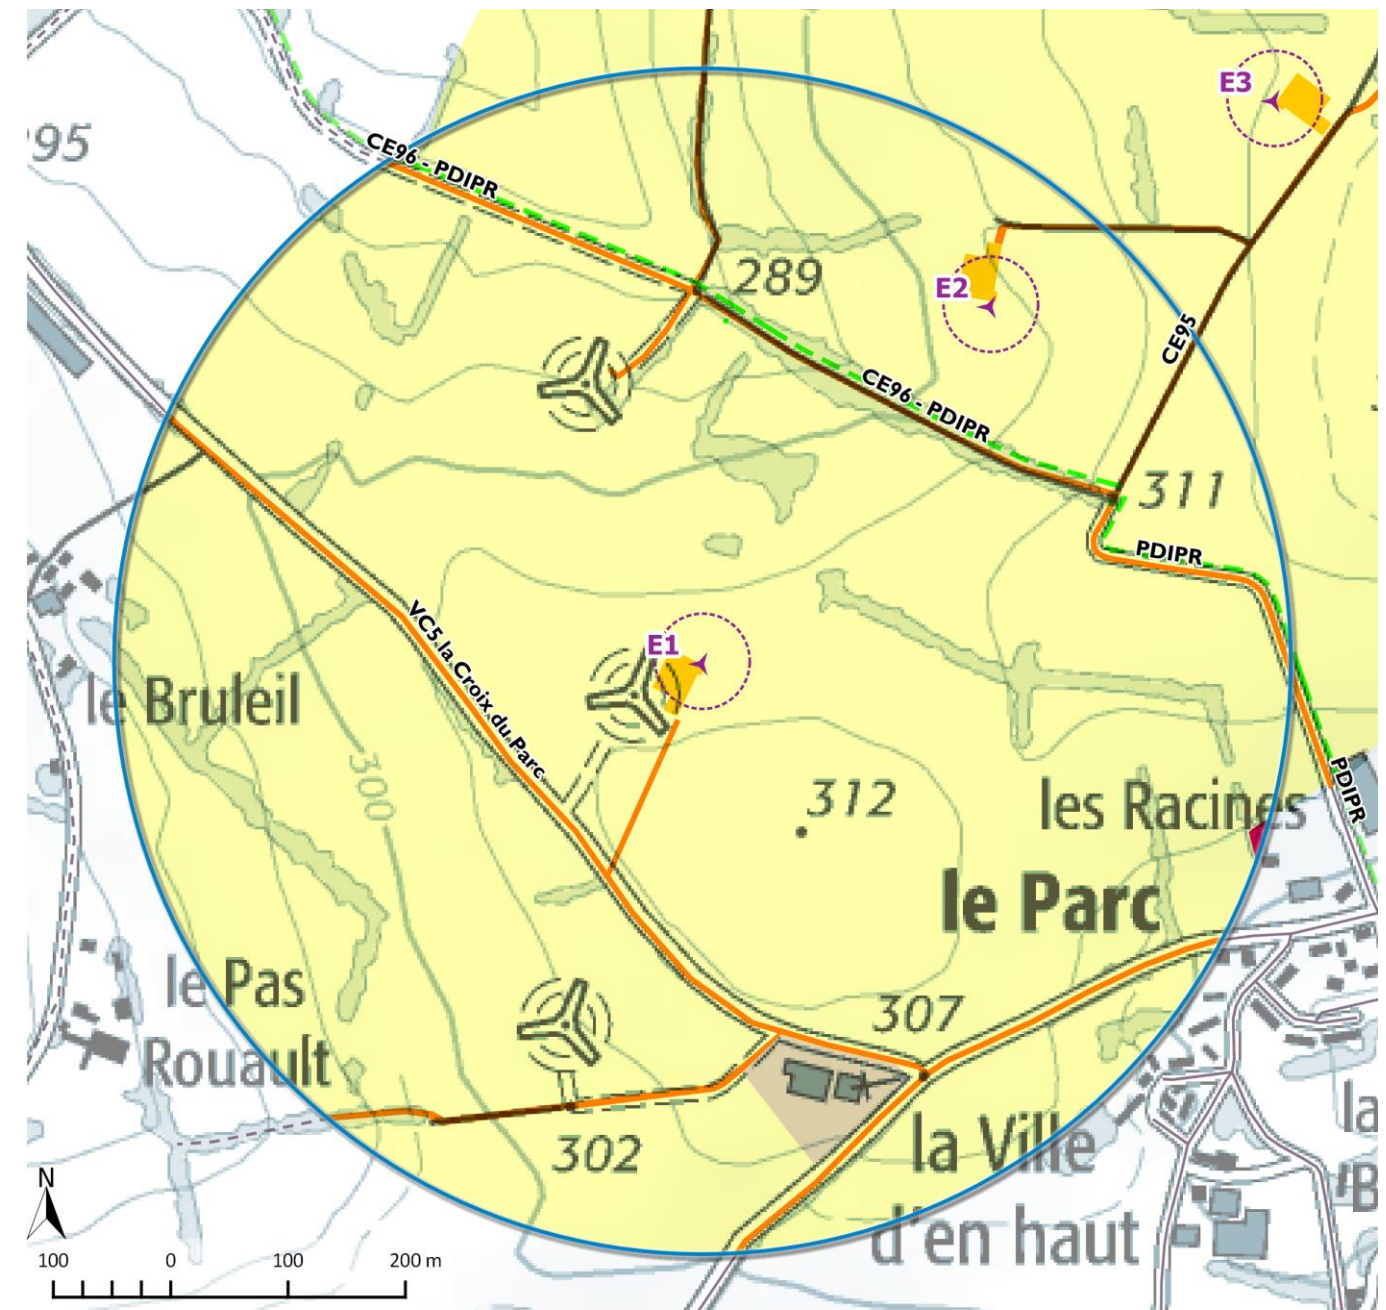 E3
CE96 - PDIPR
95
289
E2
CE95
CE96 - PDIPR
311
PDIPR
E1
VC5 la Croix du Parc
le Bruleil
300
312
les Racines
PDIPR
le Parc
le Pas
Rouault
307
302
la Ville
d'en haut
la
'B
N
100 0 100 200 m